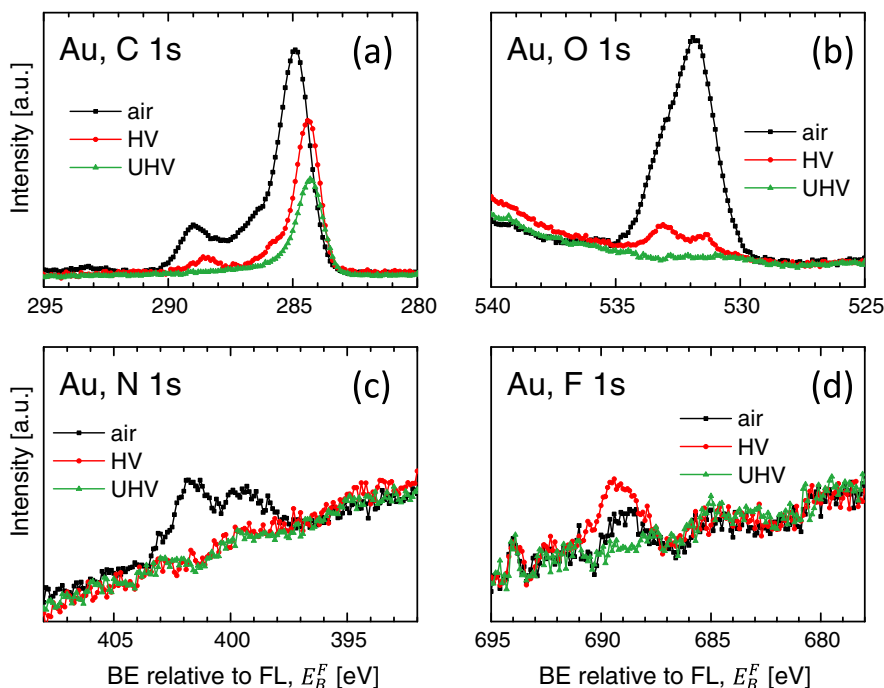 Au, C 1s (a)
air
HV
UHV
Intensity [a.u.]
295 290 285 280
Au, O 1s (b)
air
HV
UHV
540 535 530 525
Au, N 1s (c)
air
HV
UHV
Intensity [a.u.]
405 400 395
BE relative to FL, $E_B^F$ [eV]
Au, F 1s (d)
air
HV
UHV
695 690 685 680
BE relative to FL, $E_B^F$ [eV]